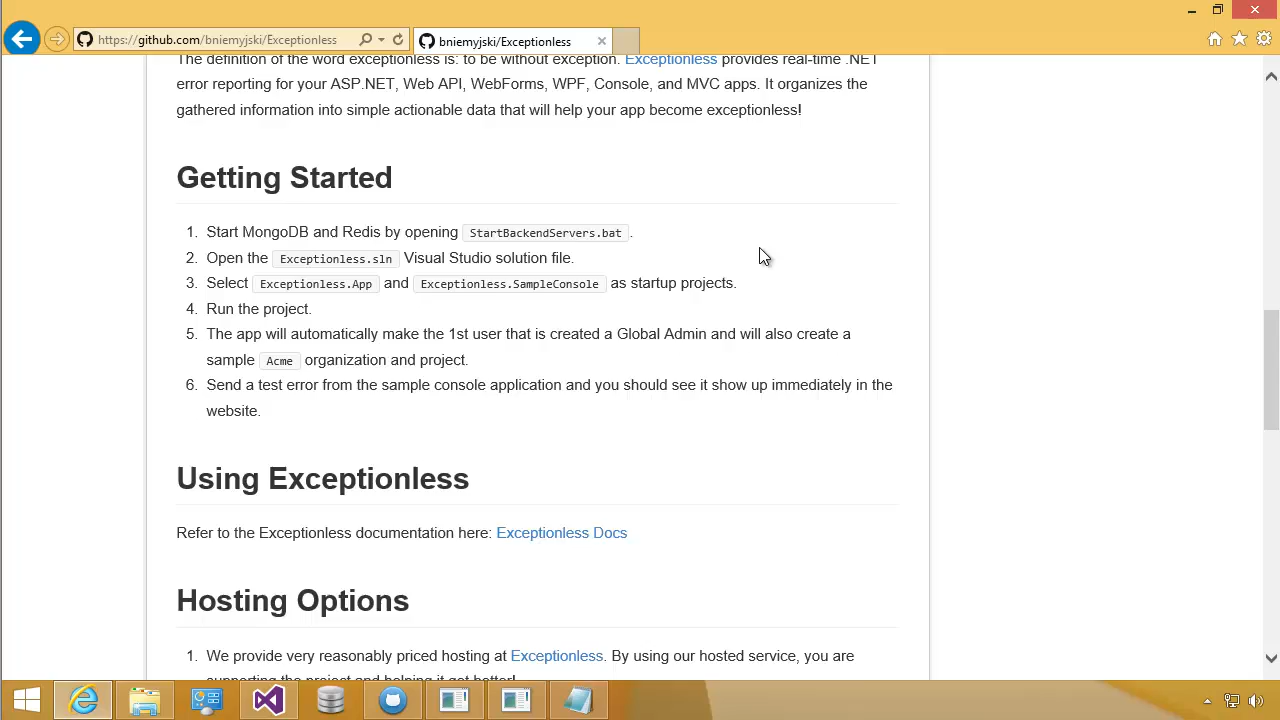 https://github.com/bniemyjski/Exceptionless
bniemyjski/Exceptionless
The definition of the word exceptionless is: to be without exception. Exceptionless provides real-time .NET
error reporting for your ASP.NET, Web API, WebForms, WPF, Console, and MVC apps. It organizes the
gathered information into simple actionable data that will help your app become exceptionless!
Getting Started
1. Start MongoDB and Redis by opening StartBackendServers.bat.
2. Open the Exceptionless.sln Visual Studio solution file.
3. Select Exceptionless.App and Exceptionless.SampleConsole as startup projects.
4. Run the project.
5. The app will automatically make the 1st user that is created a Global Admin and will also create a
sample Acme organization and project.
6. Send a test error from the sample console application and you should see it show up immediately in the
website.
Using Exceptionless
Refer to the Exceptionless documentation here: Exceptionless Docs
Hosting Options
1. We provide very reasonably priced hosting at Exceptionless. By using our hosted service, you are
supporting the project and helping it get better!